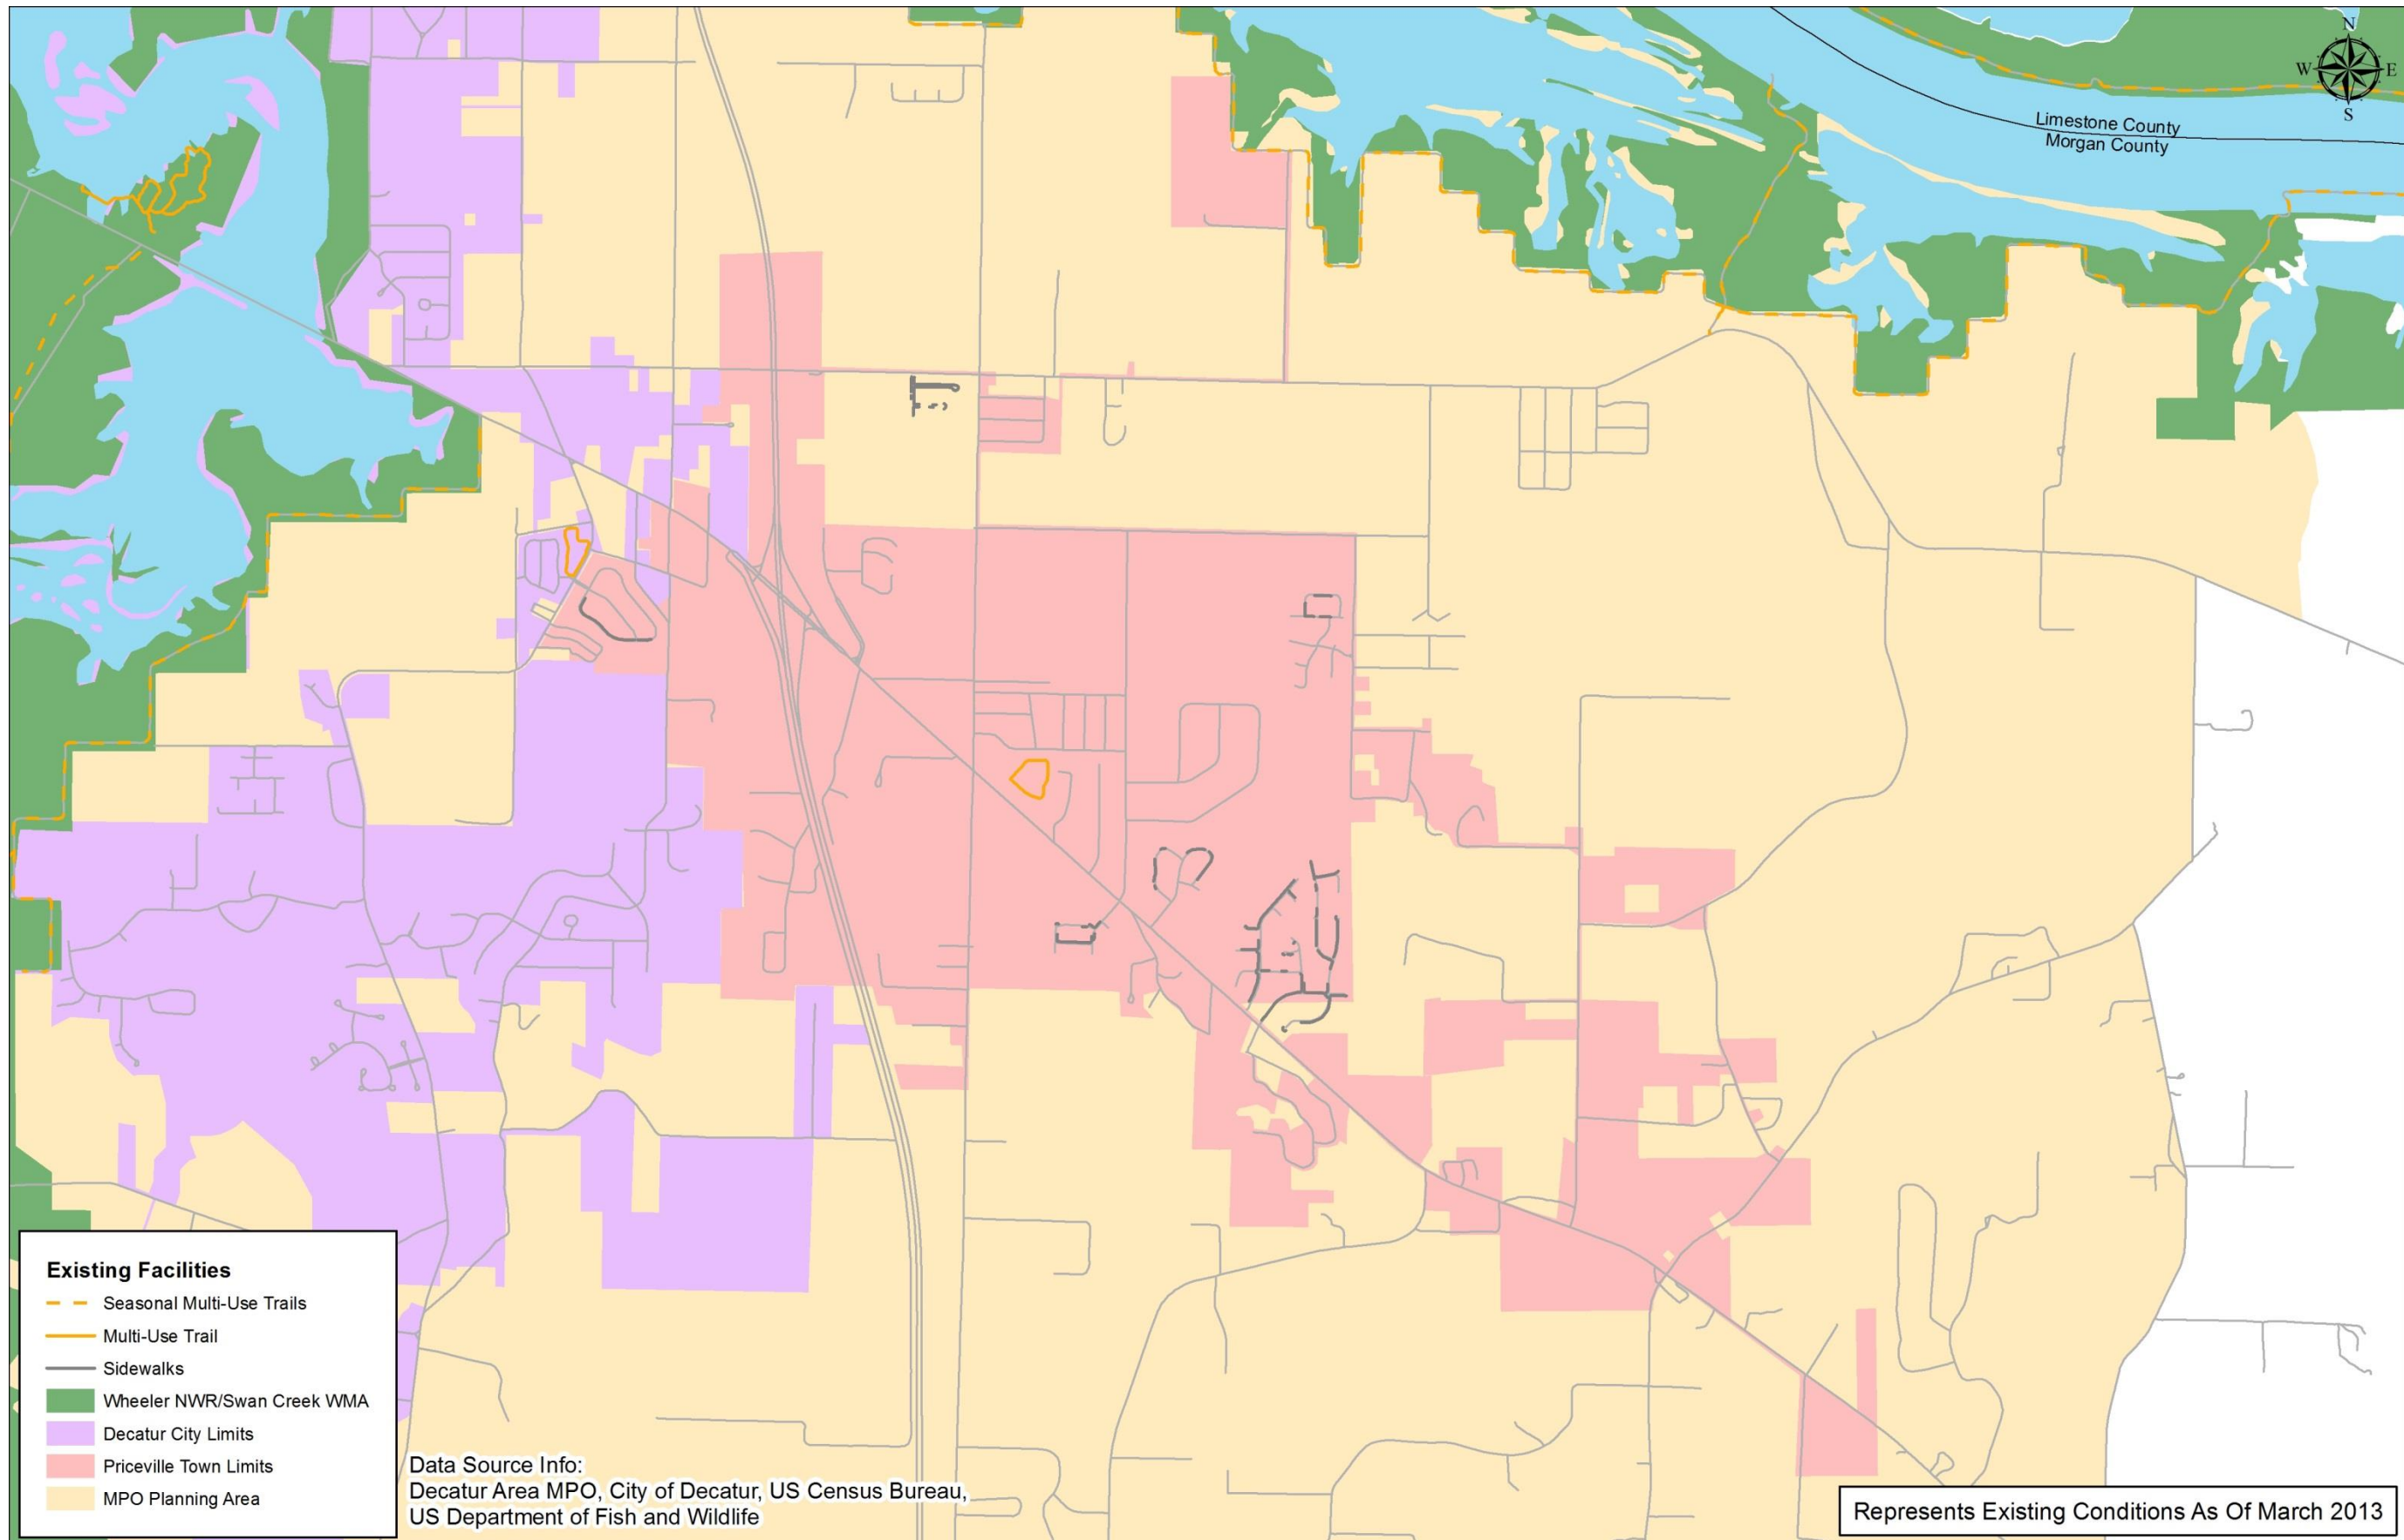 N
W E
S
Limestone County
Morgan County
Existing Facilities
Seasonal Multi-Use Trails
Multi-Use Trail
Sidewalks
Wheeler NWR/Swan Creek WMA
Decatur City Limits
Priceville Town Limits
MPO Planning Area
Data Source Info:
Decatur Area MPO, City of Decatur, US Census Bureau,
US Department of Fish and Wildlife
Represents Existing Conditions As Of March 2013